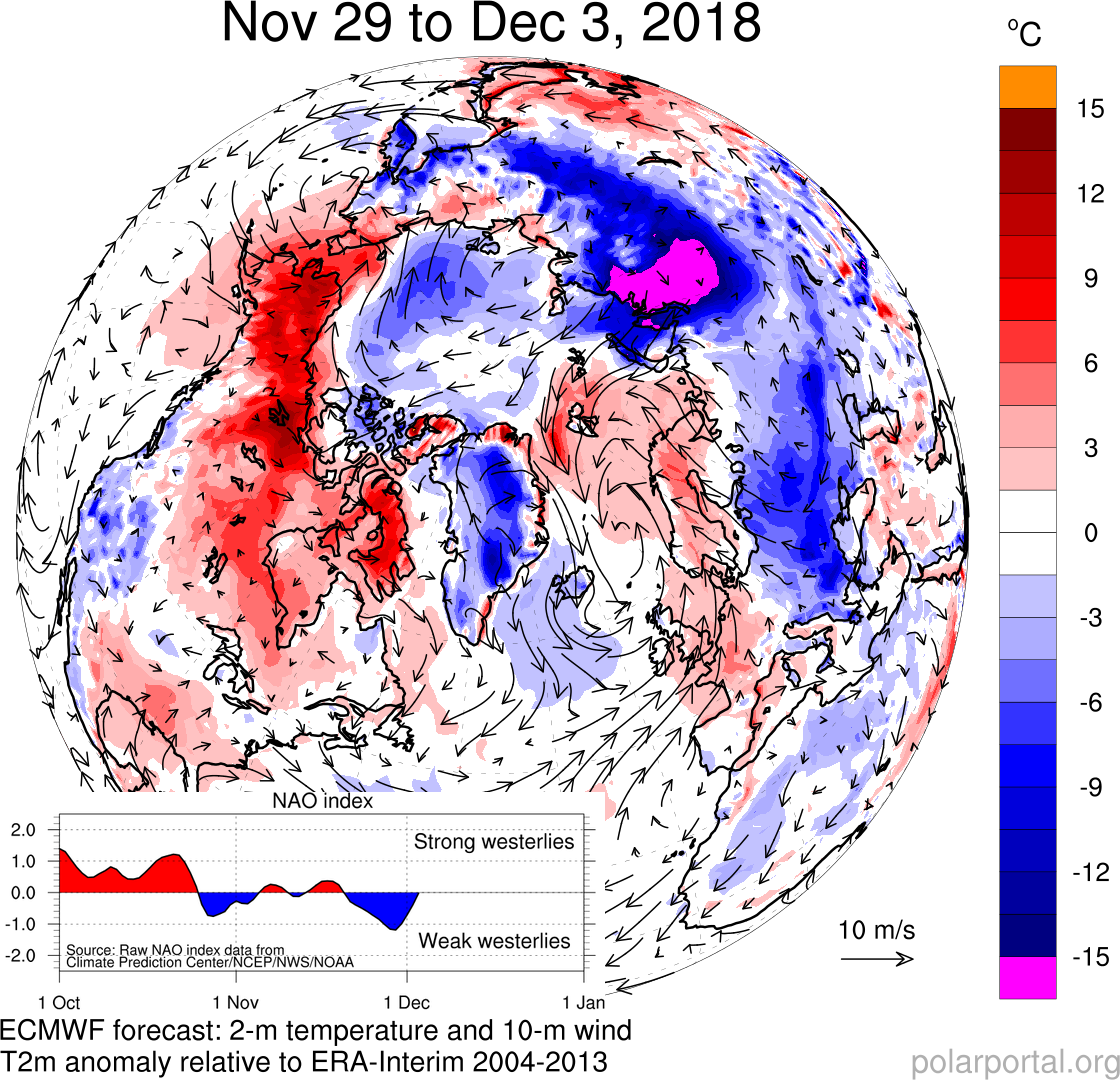 Nov 29 to Dec 3, 2018
°C
15
12
9
6
3
0
-3
-6
-9
-12
-15
10 m/s
NAO index
2.0
1.0
0.0
-1.0
-2.0
Strong westerlies
Weak westerlies
Source: Raw NAO index data from
Climate Prediction Center/NCEP/NWS/NOAA
1 Oct 1 Nov 1 Dec 1 Jan
ECMWF forecast: 2-m temperature and 10-m wind
T2m anomaly relative to ERA-Interim 2004-2013
polarportal.org